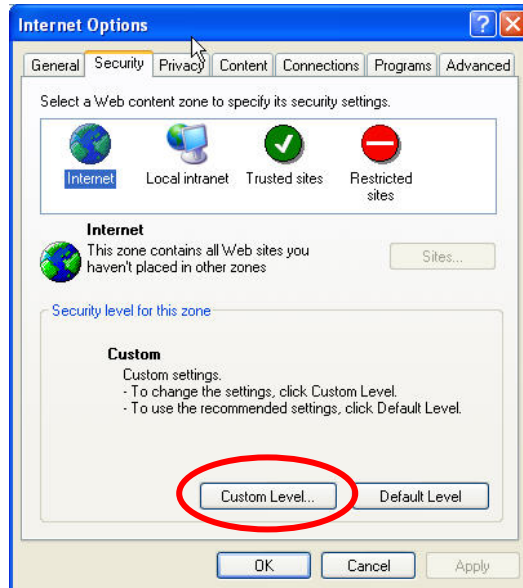 Internet Options
General Security Privacy Content Connections Programs Advanced
Select a Web content zone to specify its security settings.
Internet Local intranet Trusted sites Restricted
sites
Internet
This zone contains all Web sites you
haven't placed in other zones
Sites...
Security level for this zone
Custom
Custom settings.
- To change the settings, click Custom Level.
- To use the recommended settings, click Default Level.
Custom Level... Default Level
OK Cancel Apply